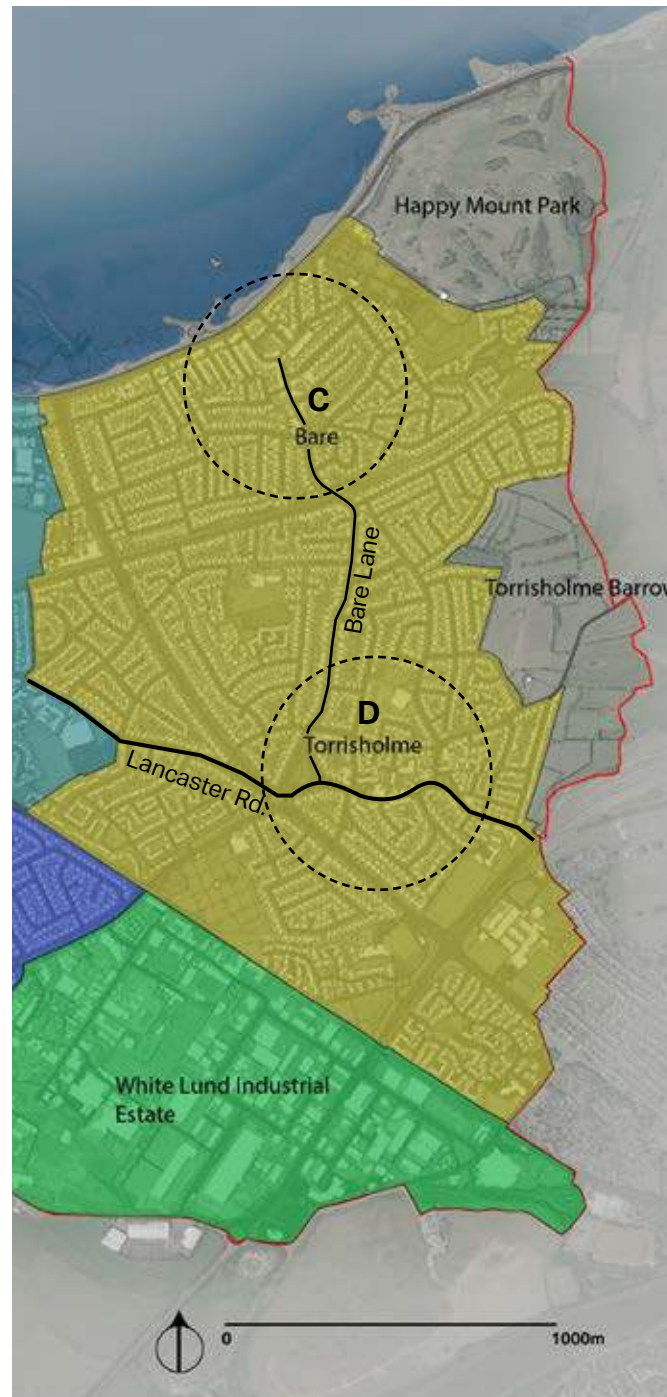 Happy Mount Park
C
Bare
Bare Lane
Torrisholme Barrow
D
Torrisholme
Lancaster Rd.
White Lund Industrial
Estate
0
1000m